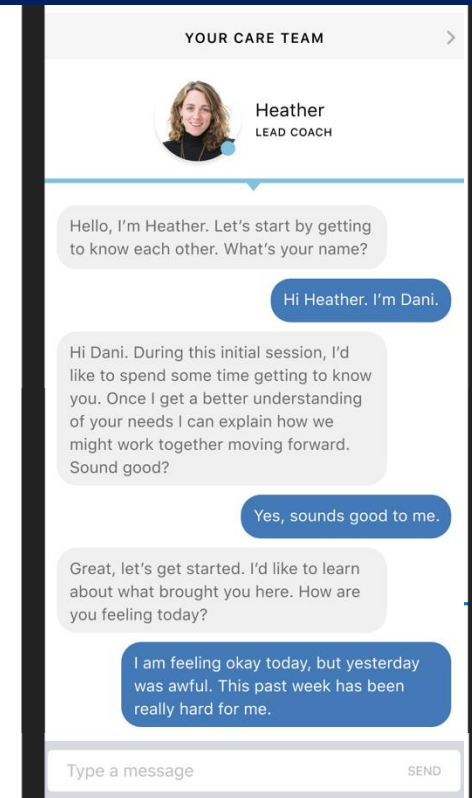 YOUR CARE TEAM
Heather
LEAD COACH
Hello, I’m Heather. Let’s start by getting
to know each other. What’s your name?
Hi Heather. I’m Dani.
Hi Dani. During this initial session, I’d
like to spend some time getting to know
you. Once I get a better understanding
of your needs I can explain how we
might work together moving forward.
Sound good?
Yes, sounds good to me.
Great, let’s get started. I’d like to learn
about what brought you here. How are
you feeling today?
I am feeling okay today, but yesterday
was awful. This past week has been
really hard for me.
Type a message
SEND